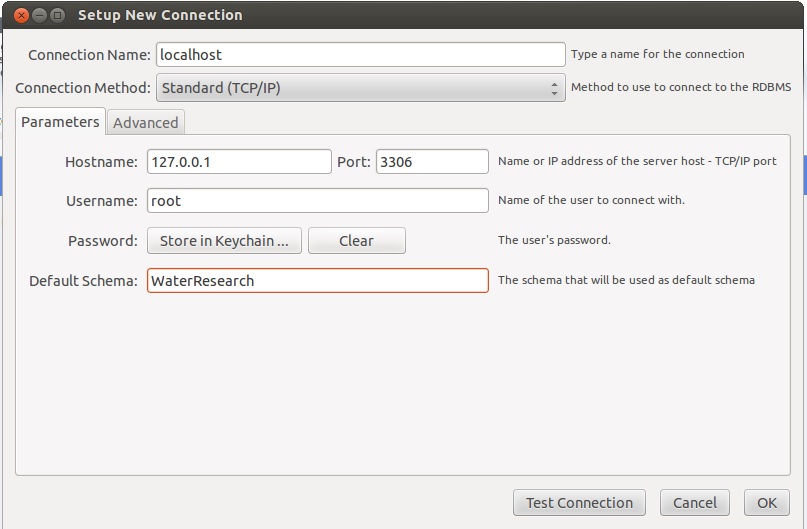 Setup New Connection
Connection Name: localhost Type a name for the connection
Connection Method: Standard (TCP/IP) Method to use to connect to the RDBMS
Parameters Advanced
Hostname: 127.0.0.1 Port: 3306 Name or IP address of the server host - TCP/IP port
Username: root Name of the user to connect with.
Password: Store in Keychain ... Clear The user's password.
Default Schema: WaterResearch The schema that will be used as default schema
Test Connection Cancel OK